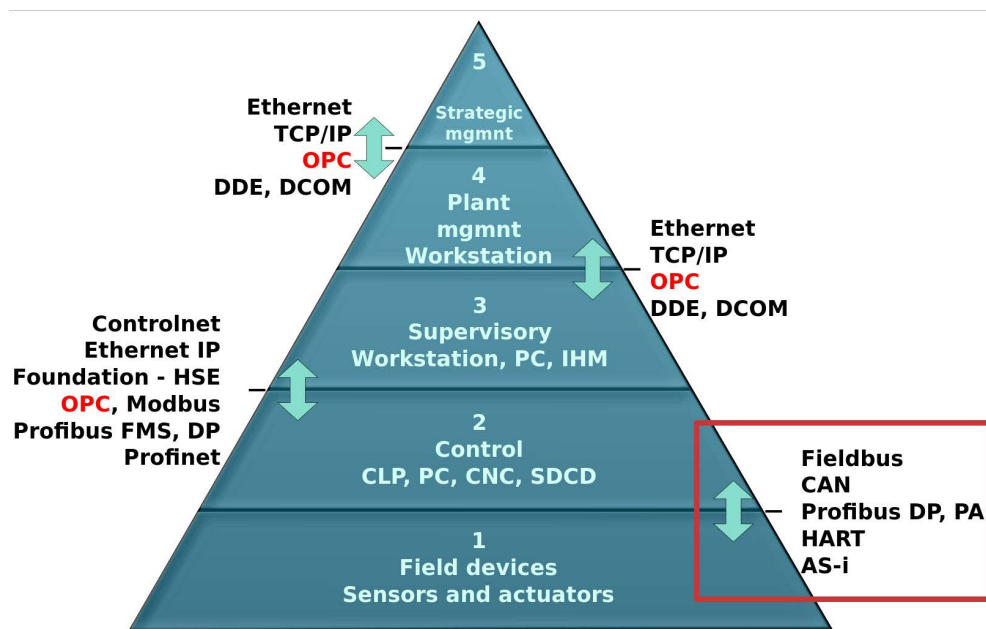 5
Strategic
mgmnt
Ethernet
TCP/IP
OPC
DDE, DCOM
4
Plant
mgmnt
Workstation
Ethernet
TCP/IP
OPC
DDE, DCOM
3
Supervisory
Workstation, PC, IHM
Controlnet
Ethernet IP
Foundation - HSE
OPC, Modbus
Profibus FMS, DP
Profinet
2
Control
CLP, PC, CNC, SDCD
Fieldbus
CAN
Profibus DP, PA
HART
AS-i
1
Field devices
Sensors and actuators